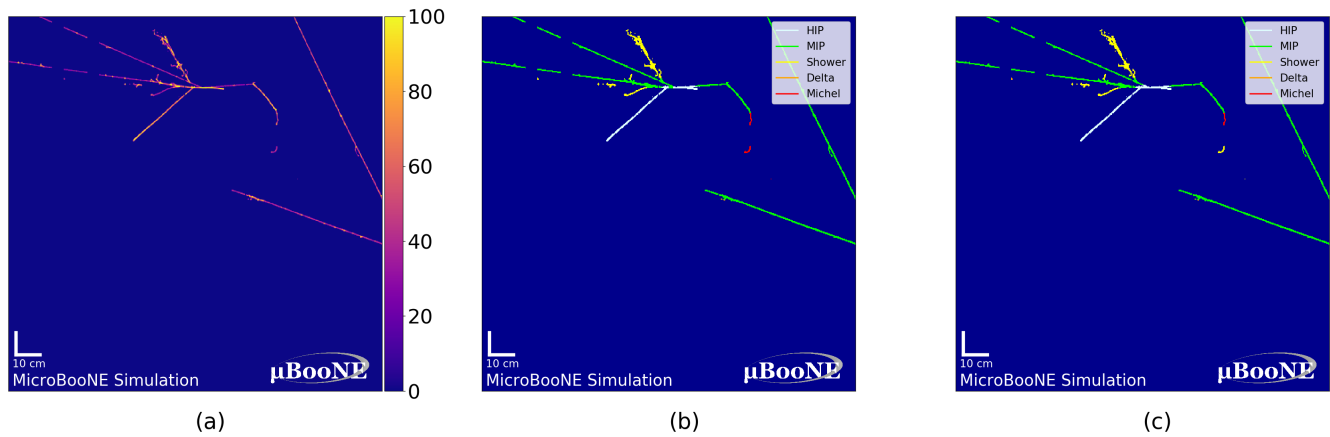 100
80
60
40
20
0
10 cm
MicroBooNE Simulation
μBooNE
(a)
HIP
MIP
Shower
Delta
Michel
10 cm
MicroBooNE Simulation
μBooNE
(b)
HIP
MIP
Shower
Delta
Michel
10 cm
MicroBooNE Simulation
μBooNE
(c)